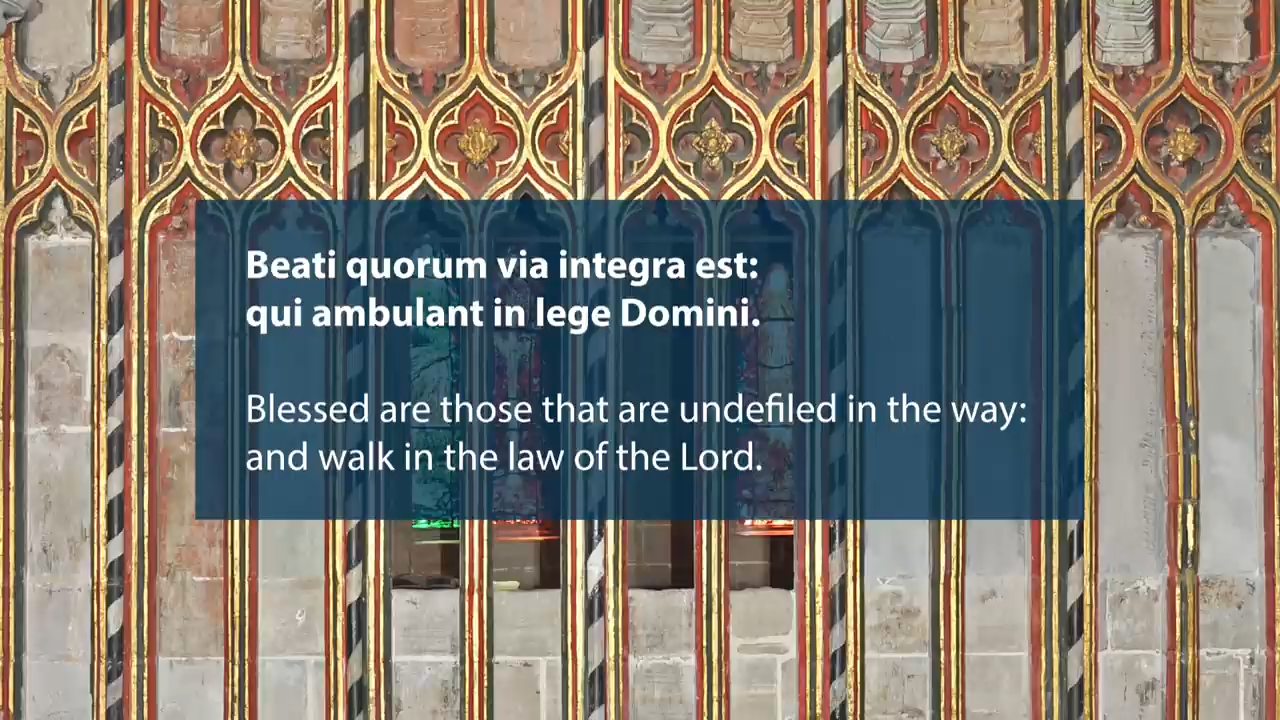 Beati quorum via integra est:
qui ambulant in lege Domini.
Blessed are those that are undefiled in the way:
and walk in the law of the Lord.